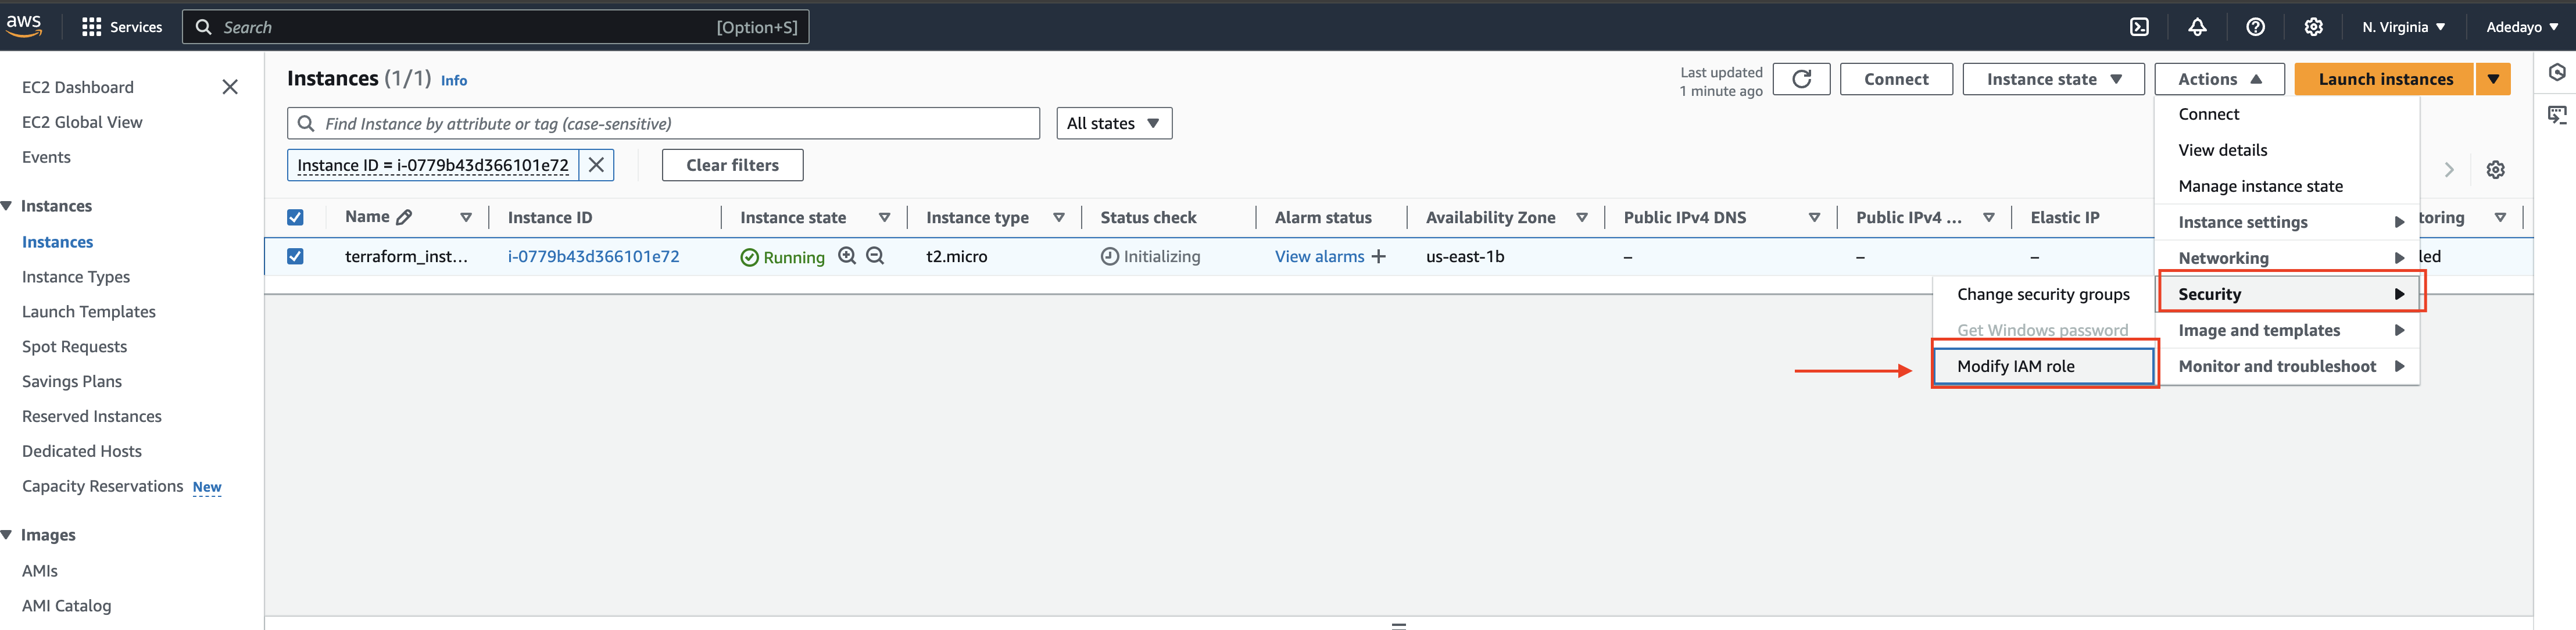 aws
Services
Search
[Option+S]
N. Virginia
Adedayo
EC2 Dashboard
EC2 Global View
Events
Instances
Instances
Instance Types
Launch Templates
Spot Requests
Savings Plans
Reserved Instances
Dedicated Hosts
Capacity Reservations New
Images
AMIs
AMI Catalog
Instances (1/1) Info
Last updated
1 minute ago
Connect
Instance state
Actions
Launch instances
Find Instance by attribute or tag (case-sensitive)
All states
Instance ID = i-0779b43d366101e72
Clear filters
Name
Instance ID
Instance state
Instance type
Status check
Alarm status
Availability Zone
Public IPv4 DNS
Public IPv4 ...
Elastic IP
toring
terraform_inst...
i-0779b43d366101e72
Running
t2.micro
Initializing
View alarms +
us-east-1b
–
–
–
led
Connect
View details
Manage instance state
Instance settings
Networking
Security
Image and templates
Monitor and troubleshoot
Change security groups
Get Windows password
Modify IAM role